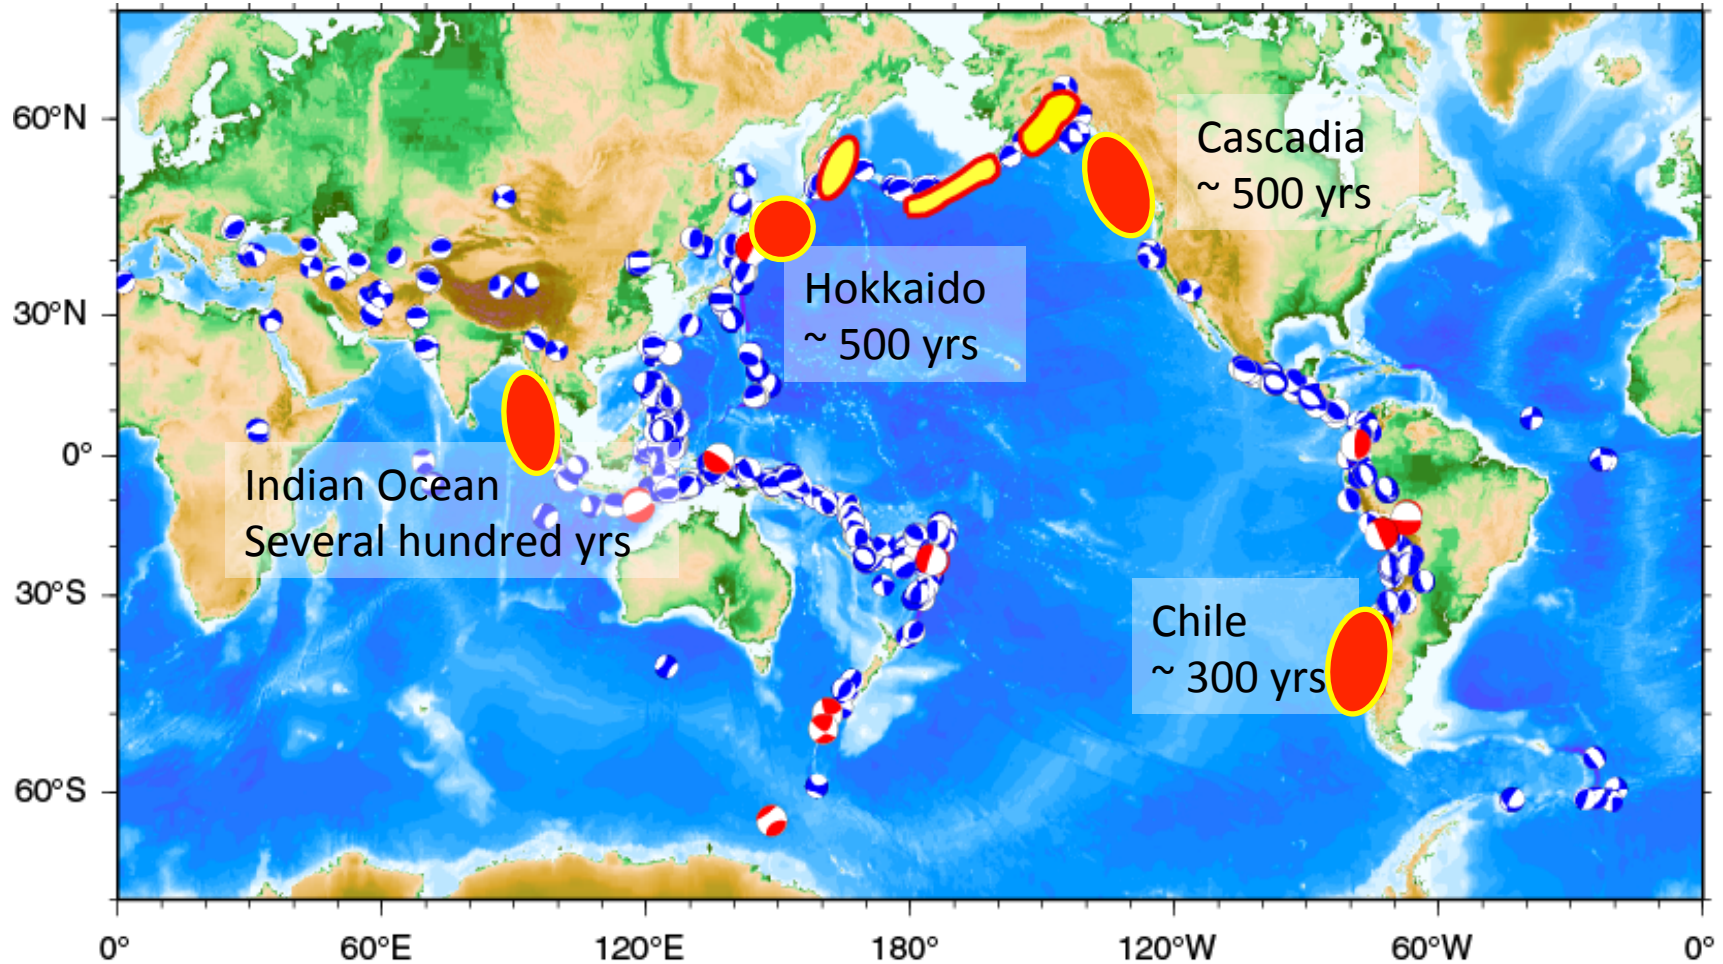 60°N
30°N
0°
30°S
60°S
Cascadia
~ 500 yrs
Hokkaido
~ 500 yrs
Indian Ocean
Several hundred yrs
Chile
~ 300 yrs
0° 60°E 120°E 180° 120°W 60°W 0°